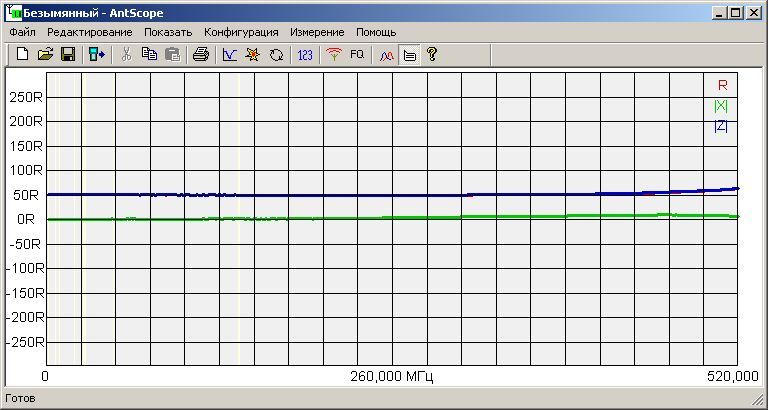 Безымянный - AntScope
Файл Редактирование Показать Конфигурация Измерение Помощь
123 FQ ?
R
|X|
|Z|
250R
200R
150R
100R
50R
0R
-50R
-100R
-150R
-200R
-250R
0 260,000 МГц 520,000
Готов